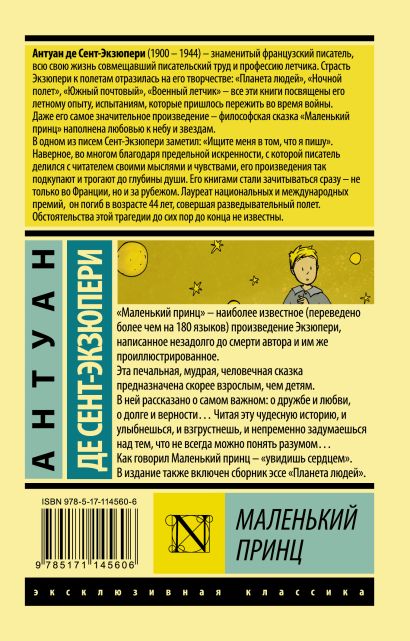 Антуан де Сент-Экзюпери (1900 – 1944) – знаменитый французский писатель,
всю свою жизнь совмещавший писательский труд и профессию летчика. Страсть
Экзюпери к полетам отразилась на его творчестве: «Планета людей», «Ночной
полет», «Южный почтовый», «Военный летчик» – все эти книги посвящены его
летному опыту, испытаниям, которые пришлось пережить во время войны.
Даже его самое значительное произведение – философская сказка «Маленький
принц» наполнена любовью к небу и звездам.
В одном из писем Сент-Экзюпери заметил: «Ищите меня в том, что я пишу».
Наверное, во многом благодаря предельной искренности, с которой писатель
делился с читателем своими мыслями и чувствами, его произведения так
подкупают и трогают до глубины души. Его книгами стали зачитываться сразу – не
только во Франции, но и за рубежом. Лауреат национальных и международных
премий, он погиб в возрасте 44 лет, совершая разведывательный полет.
Обстоятельства этой трагедии до сих пор до конца не известны.
АНТУАН
ДЕ СЕНТ-ЭКЗЮПЕРИ
«Маленький принц» – наиболее известное (переведено
более чем на 180 языков) произведение Экзюпери,
написанное незадолго до смерти автора и им же
проиллюстрированное.
Эта печальная, мудрая, человечная сказка
предназначена скорее взрослым, чем детям.
В ней рассказано о самом важном: о дружбе и любви,
о долге и верности… Читая эту чудесную историю, и
улыбнешься, и взгрустнешь, и непременно задумаешься
над тем, что не всегда можно понять разумом…
Как говорил Маленький принц – «увидишь сердцем».
В издание также включен сборник эссе «Планета людей».
ISBN 978-5-17-114560-6
9 785171 145606
N
МАЛЕНЬКИЙ
ПРИНЦ
эксклюзивная классика